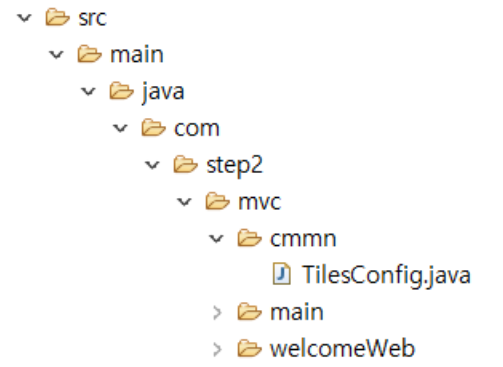 src
main
java
com
step2
mvc
cmmn
TilesConfig.java
main
welcomeWeb